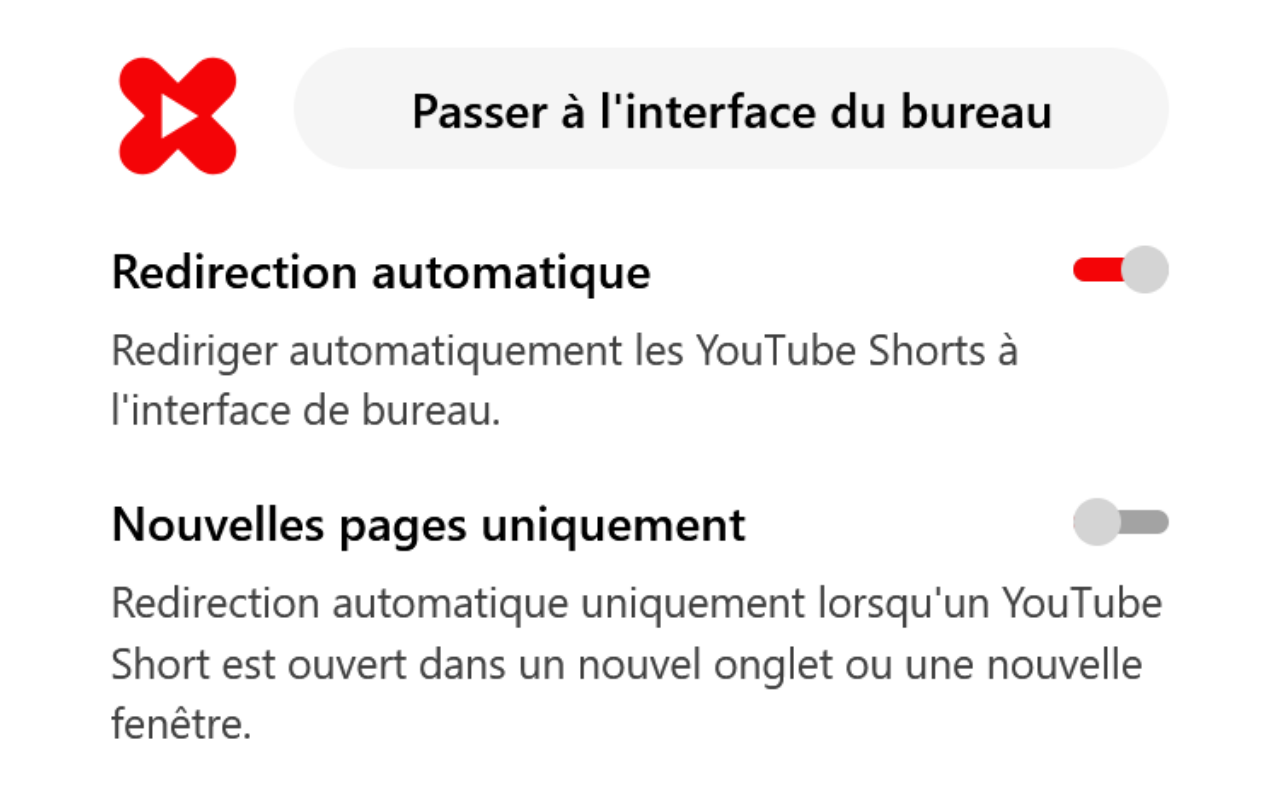 Passer à l'interface du bureau
Redirection automatique
Rediriger automatiquement les YouTube Shorts à
l'interface de bureau.
Nouvelles pages uniquement
Redirection automatique uniquement lorsqu'un YouTube
Short est ouvert dans un nouvel onglet ou une nouvelle
fenêtre.